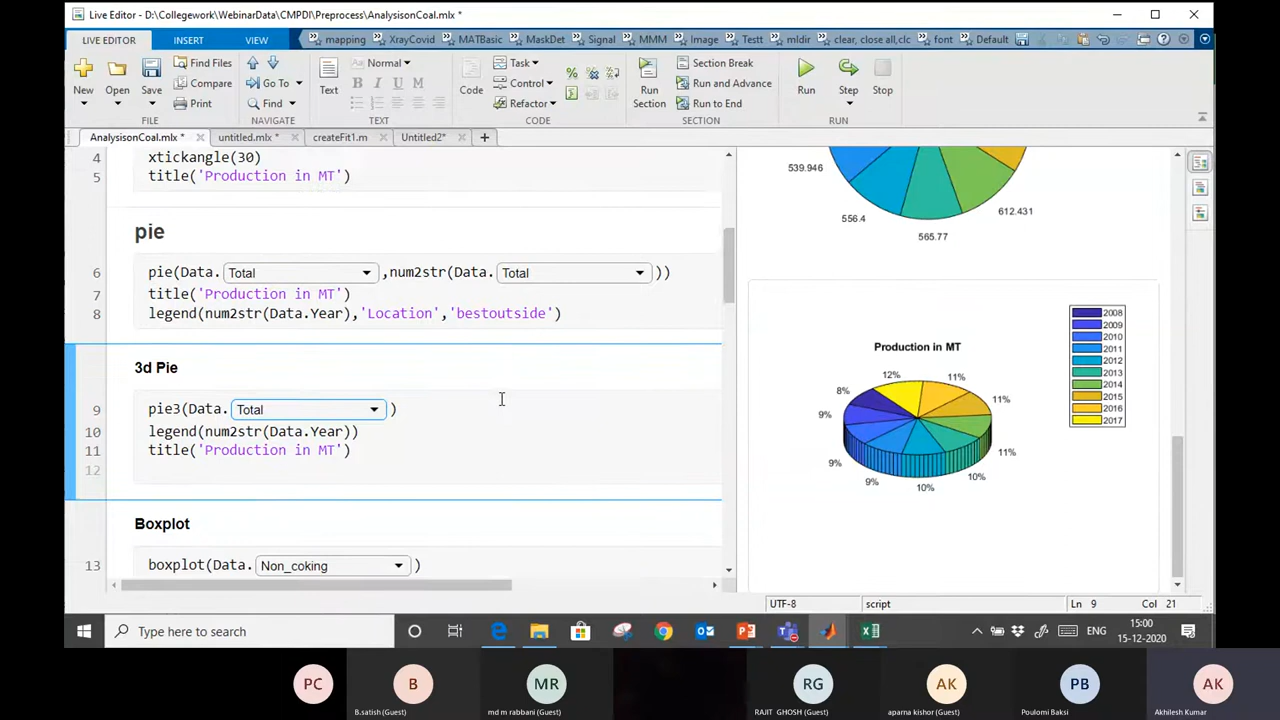 Live Editor - D:\Collegework\WebinarData\CMPDI\Preprocess\AnalysisonCoal.mlx *
LIVE EDITOR INSERT VIEW mapping XrayCovid MATBasic MaskDet Signal MMM Image Testt mldir clear, close all,clc font Default
New Open Save Find Files Compare Print Go To Find Text Normal B I U M Code Task Control Refactor Run Section Section Break Run and Advance Run to End Run Step Stop
FILE NAVIGATE TEXT CODE SECTION RUN
AnalysisonCoal.mlx * untitled.mlx * createFit1.m Untitled2*
4 xtickangle(30)
5 title('Production in MT')
pie
6 pie(Data. Total ,num2str(Data. Total ))
7 title('Production in MT')
8 legend(num2str(Data.Year),'Location','bestoutside')
3d Pie
9 pie3(Data. Total )
10 legend(num2str(Data.Year))
11 title('Production in MT')
12
Boxplot
13 boxplot(Data. Non_coking )
539.946
556.4
565.77
612.431
Production in MT
12%
11%
11%
11%
10%
10%
9%
9%
9%
8%
2008
2009
2010
2011
2012
2013
2014
2015
2016
2017
UTF-8 script Ln 9 Col 21
Type here to search
ENG
15:00
15-12-2020
PC B MR RG AK PB AK
B.satish (Guest) md m rabbani (Guest) RAJIT GHOSH (Guest) aparna kishor (Guest) Poulomi Baksi Akhilesh Kumar